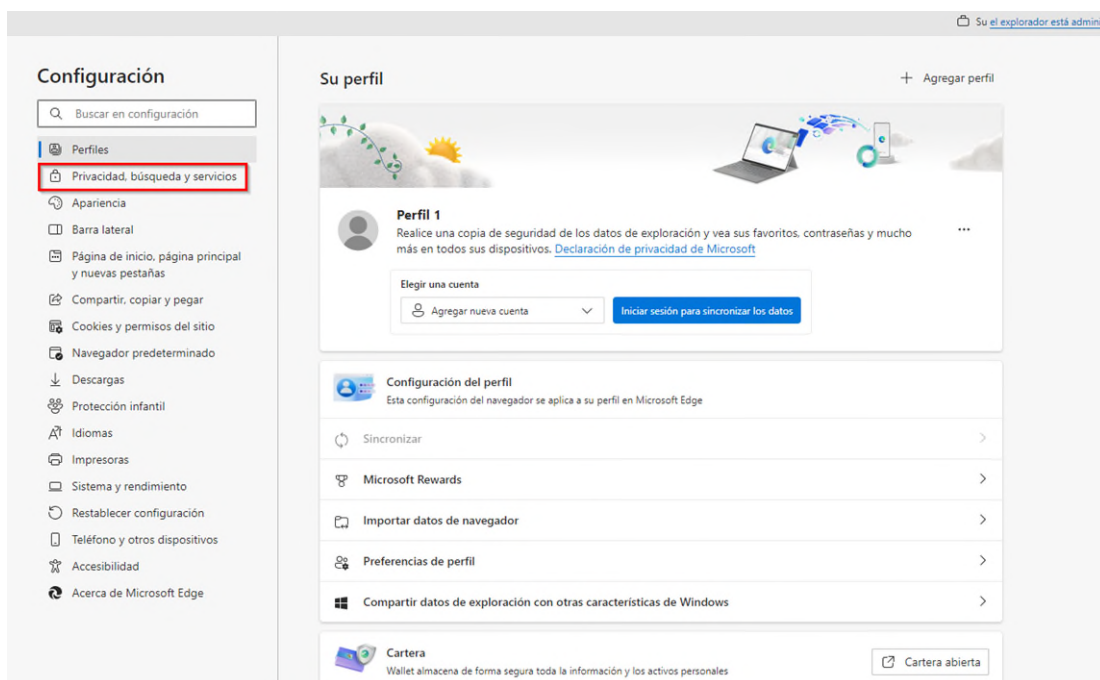 Su el explorador está admini
Configuración
Buscar en configuración
Perfiles
Privacidad, búsqueda y servicios
Apariencia
Barra lateral
Página de inicio, página principal
y nuevas pestañas
Compartir, copiar y pegar
Cookies y permisos del sitio
Navegador predeterminado
Descargas
Protección infantil
Idiomas
Impresoras
Sistema y rendimiento
Restablecer configuración
Teléfono y otros dispositivos
Accesibilidad
Acerca de Microsoft Edge
Su perfil
Agregar perfil
Perfil 1
Realice una copia de seguridad de los datos de exploración y vea sus favoritos, contraseñas y mucho
más en todos sus dispositivos. Declaración de privacidad de Microsoft
Elegir una cuenta
Agregar nueva cuenta
Iniciar sesión para sincronizar los datos
Configuración del perfil
Esta configuración del navegador se aplica a su perfil en Microsoft Edge
Sincronizar
Microsoft Rewards
Importar datos de navegador
Preferencias de perfil
Compartir datos de exploración con otras características de Windows
Cartera
Wallet almacena de forma segura toda la información y los activos personales
Cartera abierta